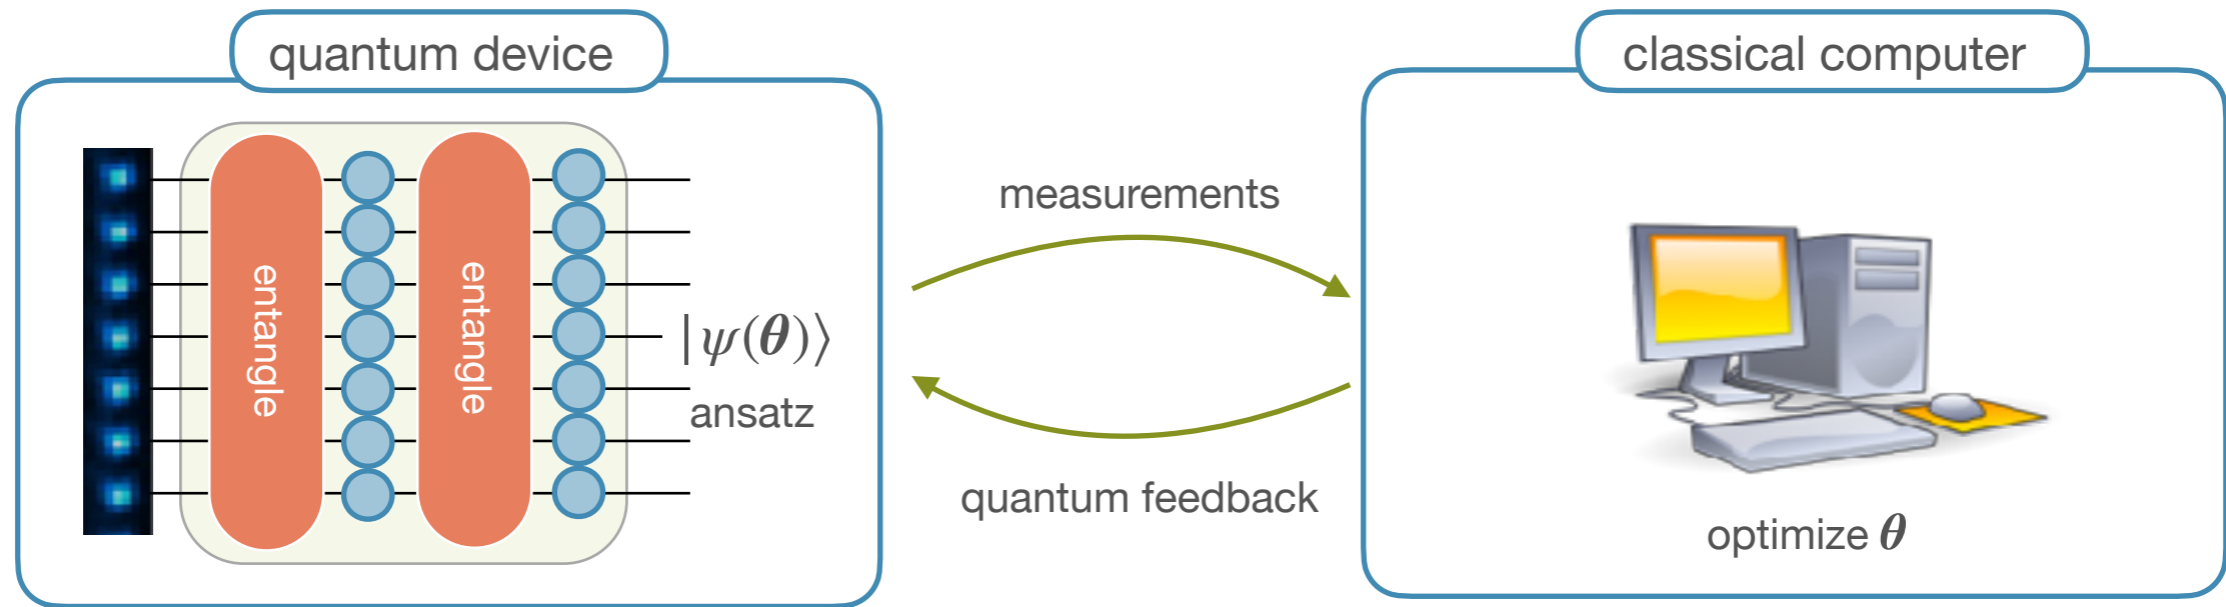 quantum device
entangle
entangle
|ψ(θ)⟩
ansatz
measurements
quantum feedback
classical computer
optimize θ